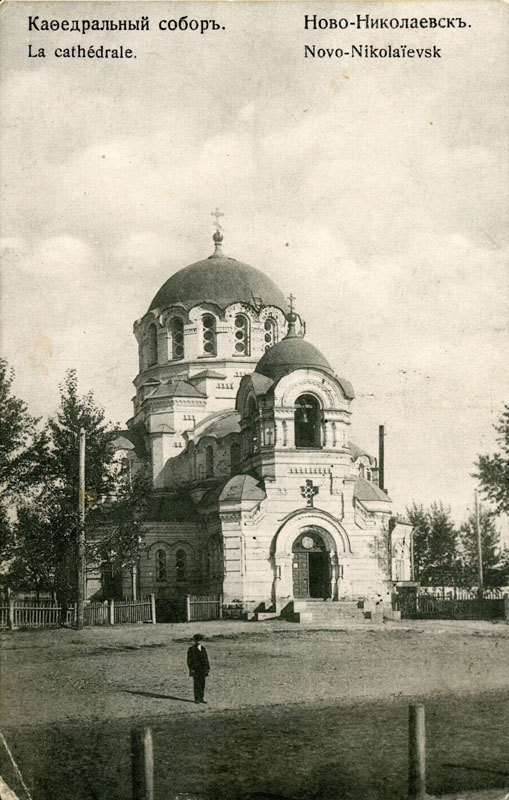 Каѳедральный соборъ.
La cathédrale.
Ново-Николаевскъ.
Novo-Nikolaïevsk